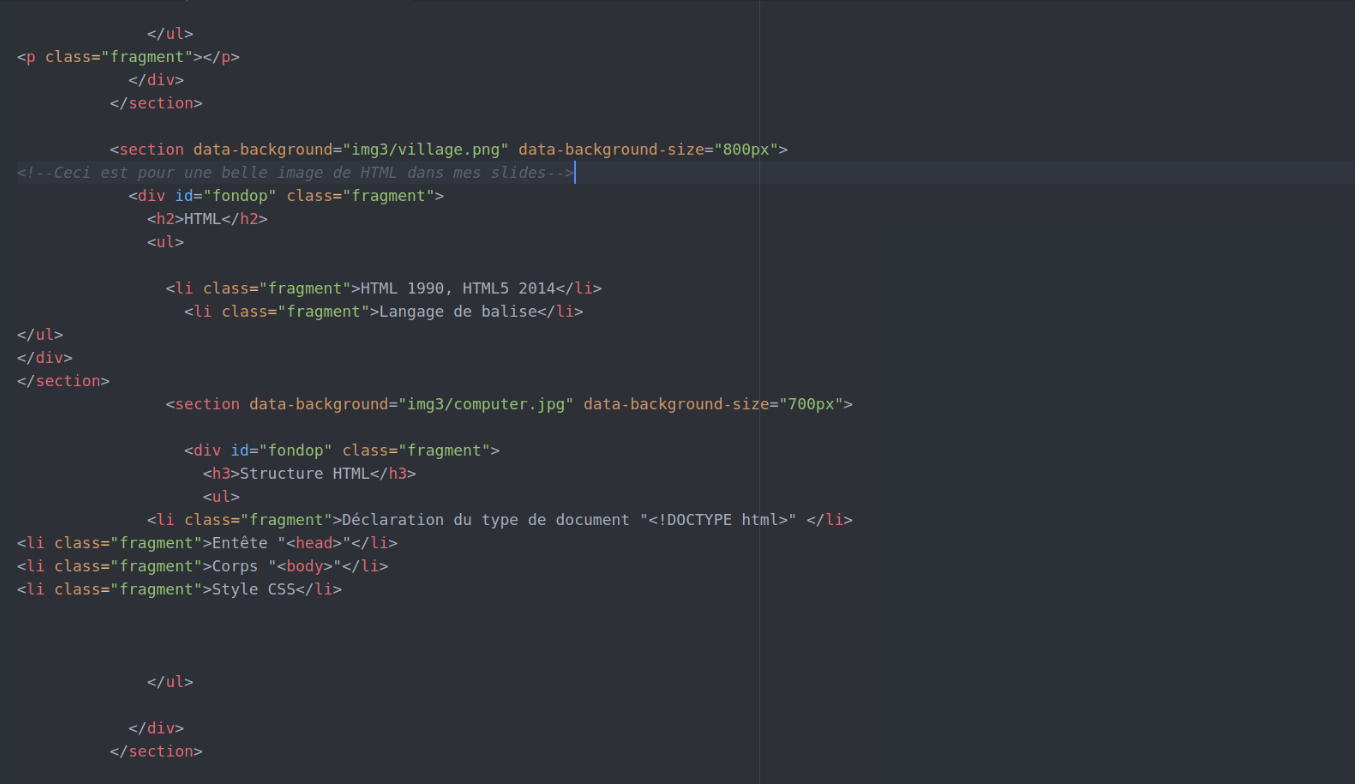 </ul>
<p class="fragment"></p>
</div>
</section>
<section data-background="img3/village.png" data-background-size="800px">
<!--Ceci est pour une belle image de HTML dans mes slides-->
<div id="fondop" class="fragment">
<h2>HTML</h2>
<ul>
<li class="fragment">HTML 1990, HTML5 2014</li>
<li class="fragment">Langage de balise</li>
</ul>
</div>
</section>
<section data-background="img3/computer.jpg" data-background-size="700px">
<div id="fondop" class="fragment">
<h3>Structure HTML</h3>
<ul>
<li class="fragment">Déclaration du type de document "<!DOCTYPE html>" </li>
<li class="fragment">Entête "<head>"</li>
<li class="fragment">Corps "<body>"</li>
<li class="fragment">Style CSS</li>
</ul>
</div>
</section>